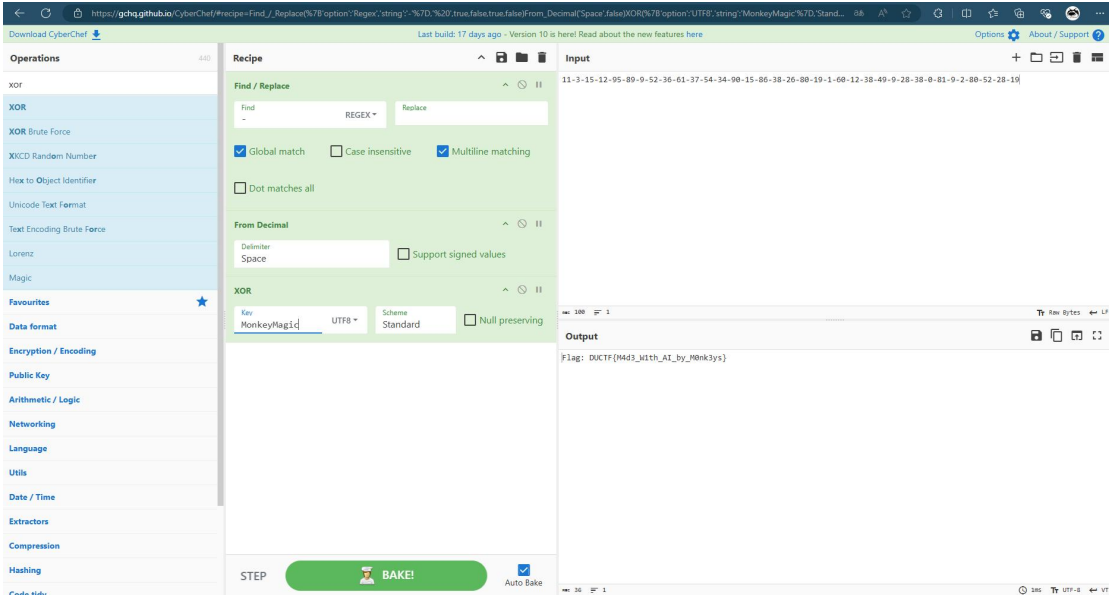 https://gchq.github.io/CyberChef/#recipe=Find_/_Replace(%7B'option':'Regex','string':'-'%7D,'%20',true,false,true,false)From_Decimal('Space',false)XOR(%7B'option':'UTF8','string':'MonkeyMagic'%7D,'Stand...
Download CyberChef
Last build: 17 days ago - Version 10 is here! Read about the new features here
Options
About / Support
Operations 440
xor
XOR
XOR Brute Force
XKCD Random Number
Hex to Object Identifier
Unicode Text Format
Text Encoding Brute Force
Lorenz
Magic
Favourites
Data format
Encryption / Encoding
Public Key
Arithmetic / Logic
Networking
Language
Utils
Date / Time
Extractors
Compression
Hashing
Code tidy
Recipe
Find / Replace
Find
-
REGEX
Replace
Global match
Case insensitive
Multiline matching
Dot matches all
From Decimal
Delimiter
Space
Support signed values
XOR
Key
MonkeyMagic
UTF8
Scheme
Standard
Null preserving
STEP
BAKE!
Auto Bake
Input
11-3-15-12-95-89-9-52-36-61-37-54-34-90-15-86-38-26-80-19-1-60-12-38-49-9-28-38-0-81-9-2-80-52-28-19
100 1
Raw Bytes LF
Output
Flag: DUCTF{M4d3_W1th_AI_by_M0nk3ys}
36 1
1ms UTF-8 VT